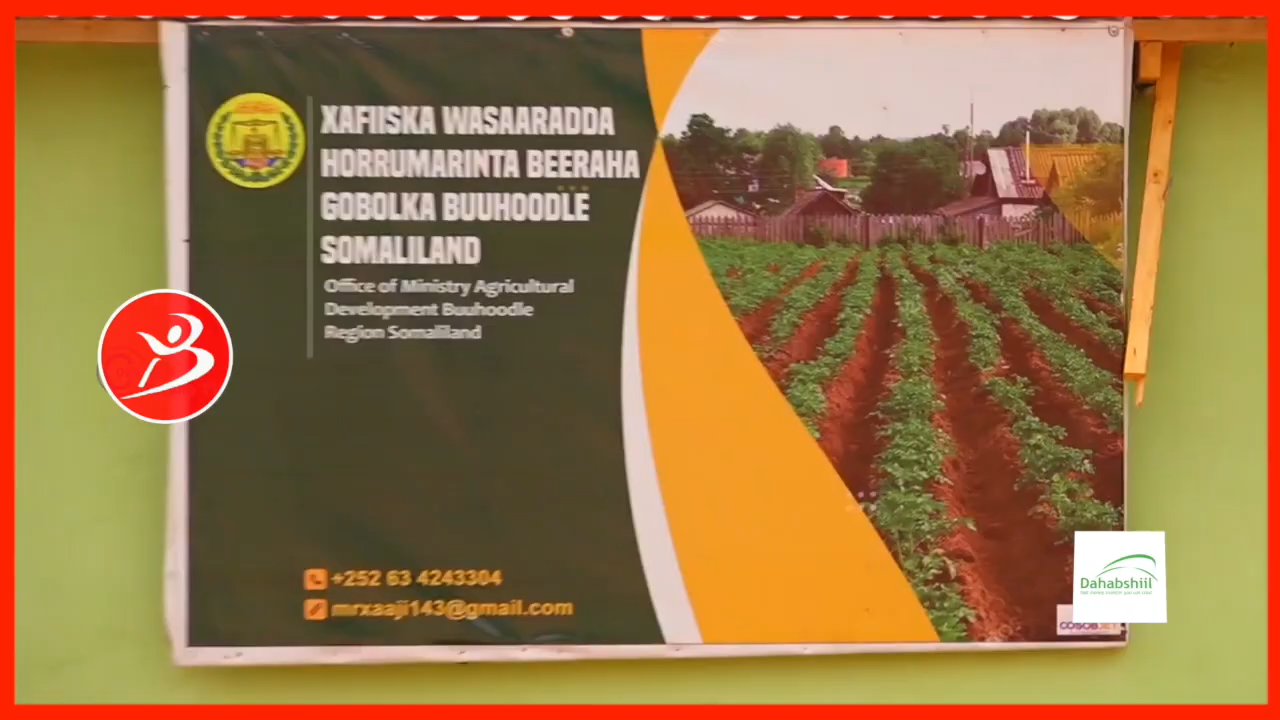 XAFIISKA WASAARADDA
HORRUMARINTA BEERAHA
GOBOLKA BUUHOODLE
SOMALILAND
Office of Ministry Agricultural
Development Buuhoodle
Region Somaliland
+252 63 4243304
mrxaaji143@gmail.com
Dahabshiil